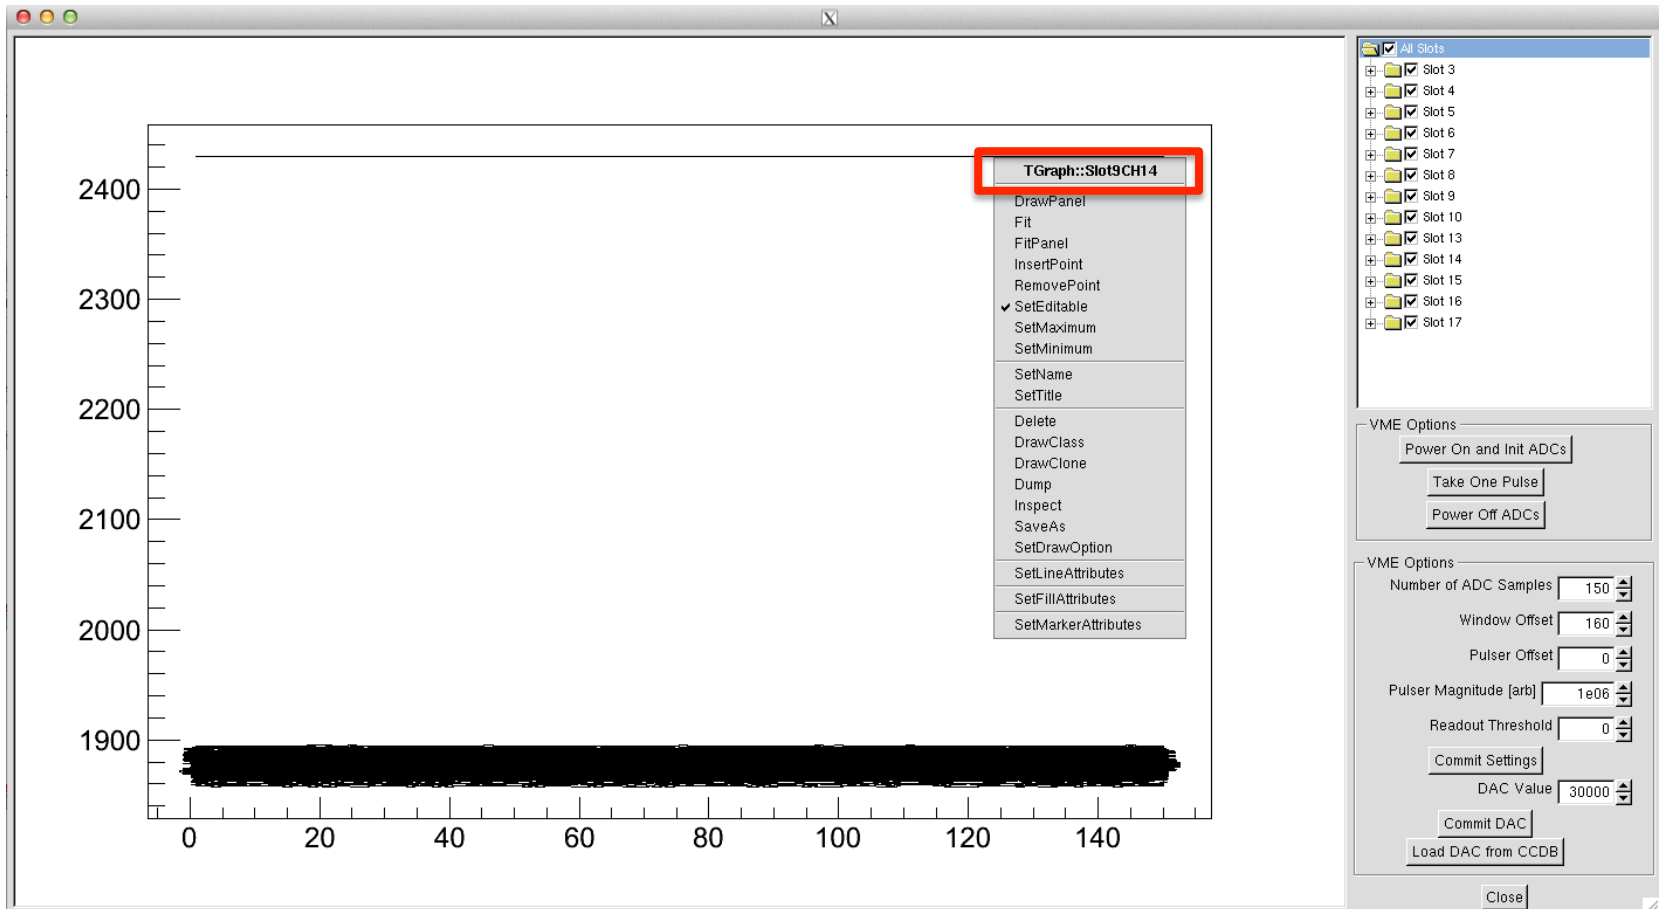 X
2400
2300
2200
2100
2000
1900
0 20 40 60 80 100 120 140
TGraph::Slot9CH14
DrawPanel
Fit
FitPanel
InsertPoint
RemovePoint
SetEditable
SetMaximum
SetMinimum
SetName
SetTitle
Delete
DrawClass
DrawClone
Dump
Inspect
SaveAs
SetDrawOption
SetLineAttributes
SetFillAttributes
SetMarkerAttributes
All Slots
Slot 3
Slot 4
Slot 5
Slot 6
Slot 7
Slot 8
Slot 9
Slot 10
Slot 13
Slot 14
Slot 15
Slot 16
Slot 17
VME Options
Power On and Init ADCs
Take One Pulse
Power Off ADCs
VME Options
Number of ADC Samples 150
Window Offset 160
Pulser Offset 0
Pulser Magnitude [arb] 1e06
Readout Threshold 0
Commit Settings
DAC Value 30000
Commit DAC
Load DAC from CCDB
Close